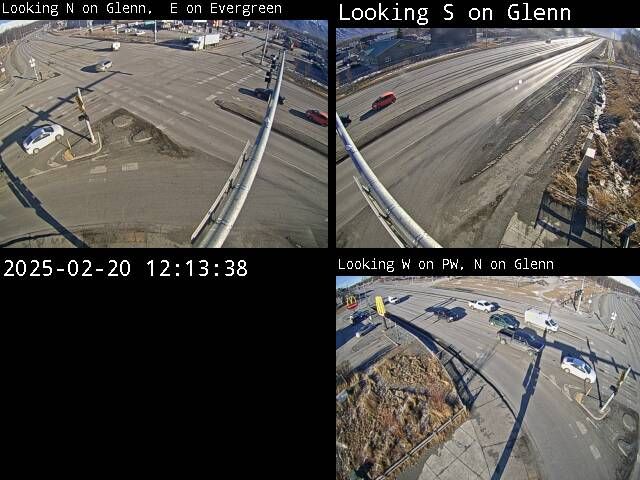 Looking N on Glenn,  E on Evergreen
Looking S on Glenn
2025-02-20 12:13:38
Looking W on PW, N on Glenn